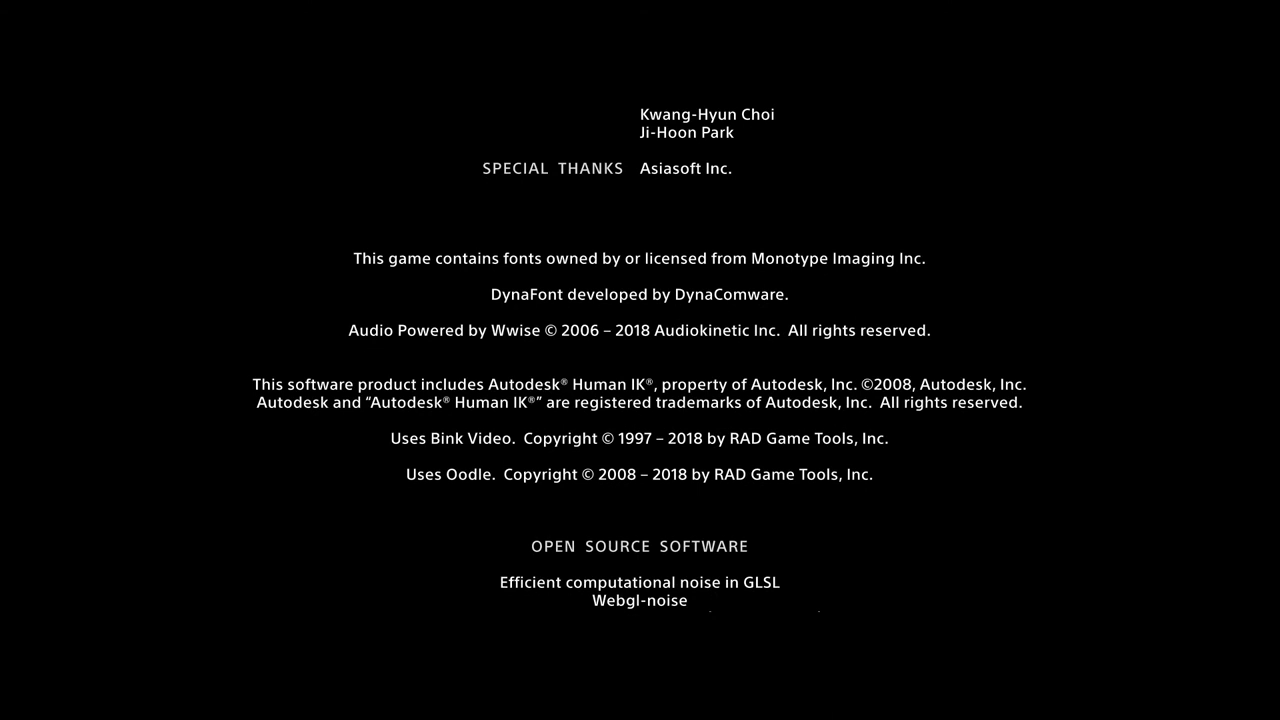 Kwang-Hyun Choi
Ji-Hoon Park
SPECIAL THANKS Asiasoft Inc.
This game contains fonts owned by or licensed from Monotype Imaging Inc.
DynaFont developed by DynaComware.
Audio Powered by Wwise © 2006 – 2018 Audiokinetic Inc. All rights reserved.
This software product includes Autodesk® Human IK®, property of Autodesk, Inc. ©2008, Autodesk, Inc.
Autodesk and “Autodesk® Human IK®” are registered trademarks of Autodesk, Inc. All rights reserved.
Uses Bink Video. Copyright © 1997 – 2018 by RAD Game Tools, Inc.
Uses Oodle. Copyright © 2008 – 2018 by RAD Game Tools, Inc.
OPEN SOURCE SOFTWARE
Efficient computational noise in GLSL
Webgl-noise